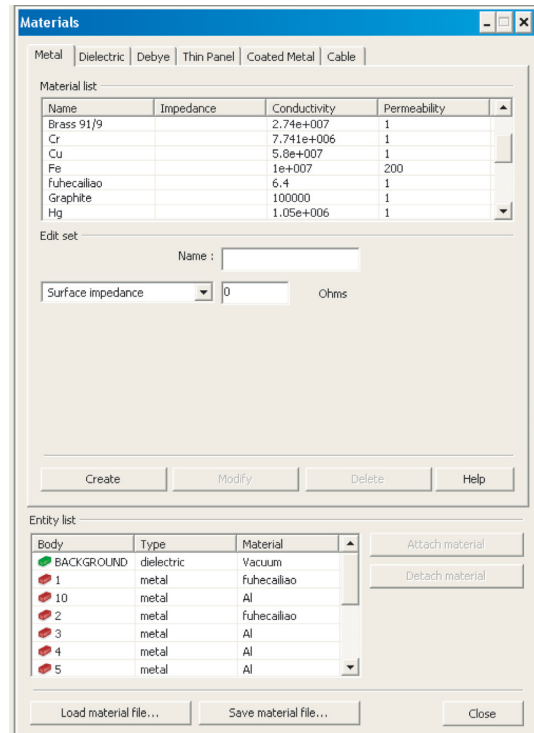 Materials
Metal Dielectric Debye Thin Panel Coated Metal Cable
Material list
Name Impedance Conductivity Permeability
Brass 91/9 2.74e+007 1
Cr 7.741e+006 1
Cu 5.8e+007 1
Fe 1e+007 200
fuhecailiao 6.4 1
Graphite 100000 1
Hg 1.05e+006 1
Edit set
Name :
Surface impedance 0 Ohms
Create Modify Delete Help
Entity list
Body Type Material
BACKGROUND dielectric Vacuum
1 metal fuhecailiao
10 metal Al
2 metal fuhecailiao
3 metal Al
4 metal Al
5 metal Al
Attach material
Detach material
Load material file... Save material file... Close